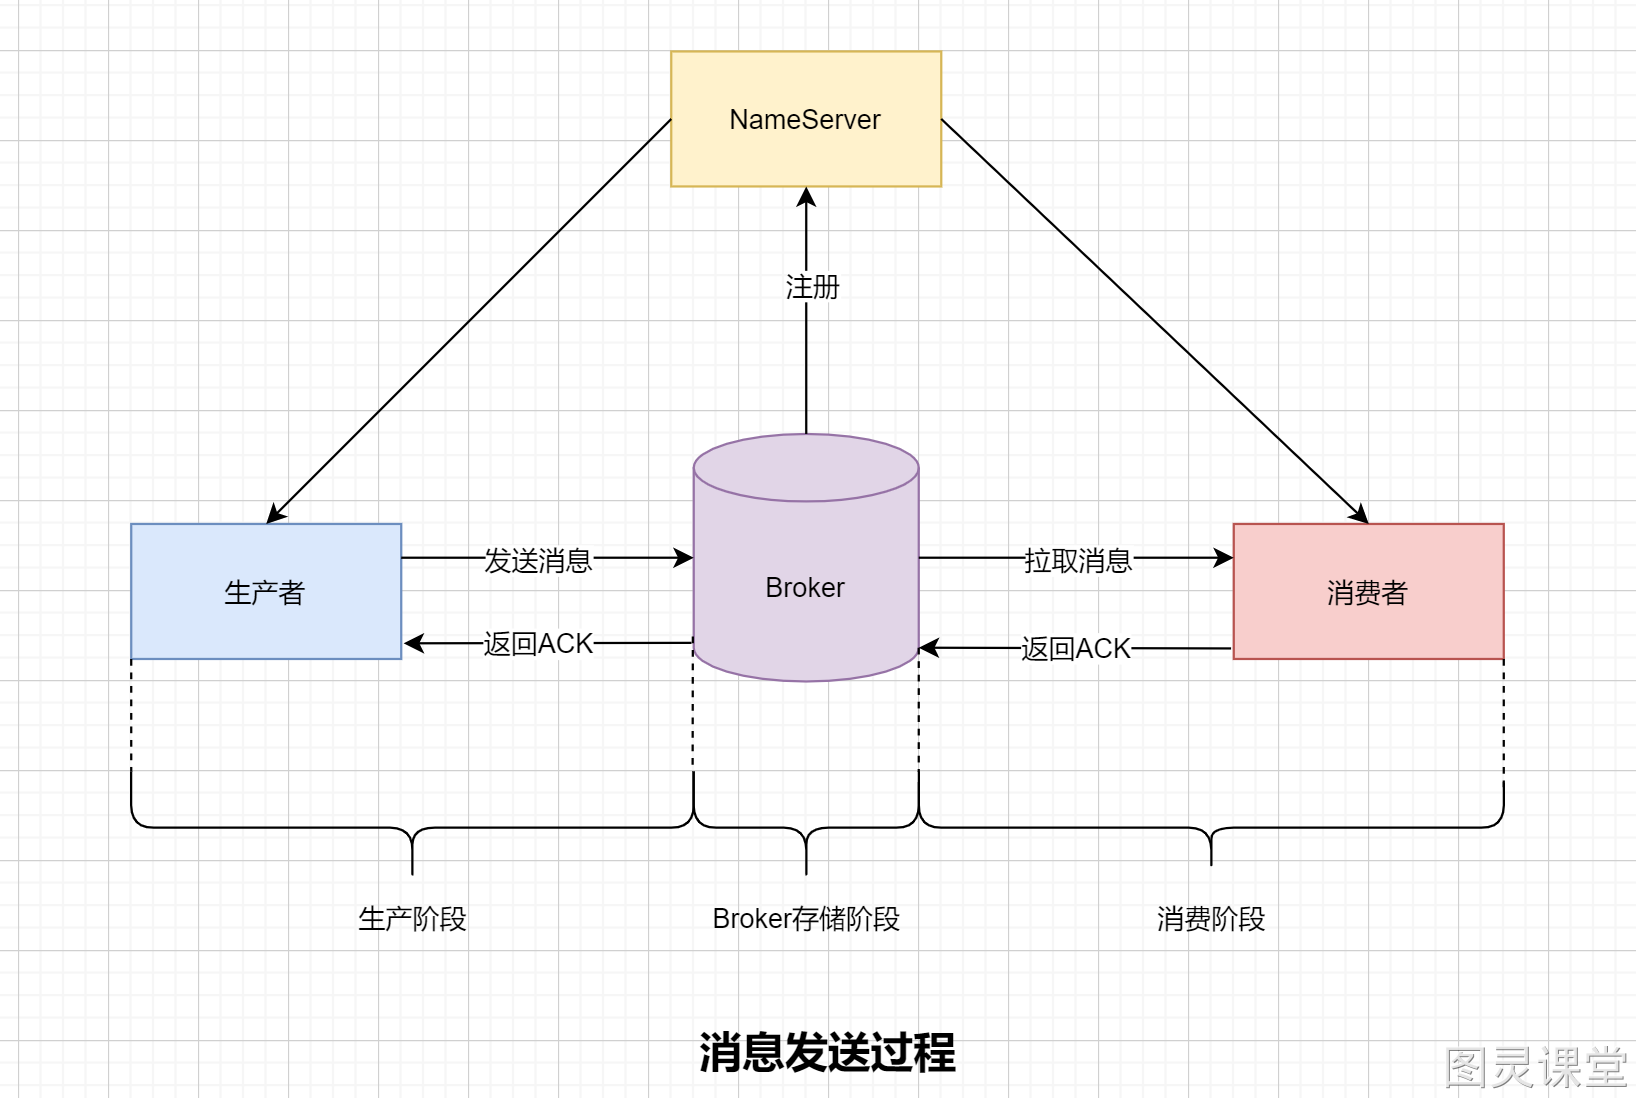 NameServer
注册
生产者
发送消息
返回ACK
Broker
拉取消息
返回ACK
消费者
生产阶段
Broker存储阶段
消费阶段
消息发送过程
图灵课堂